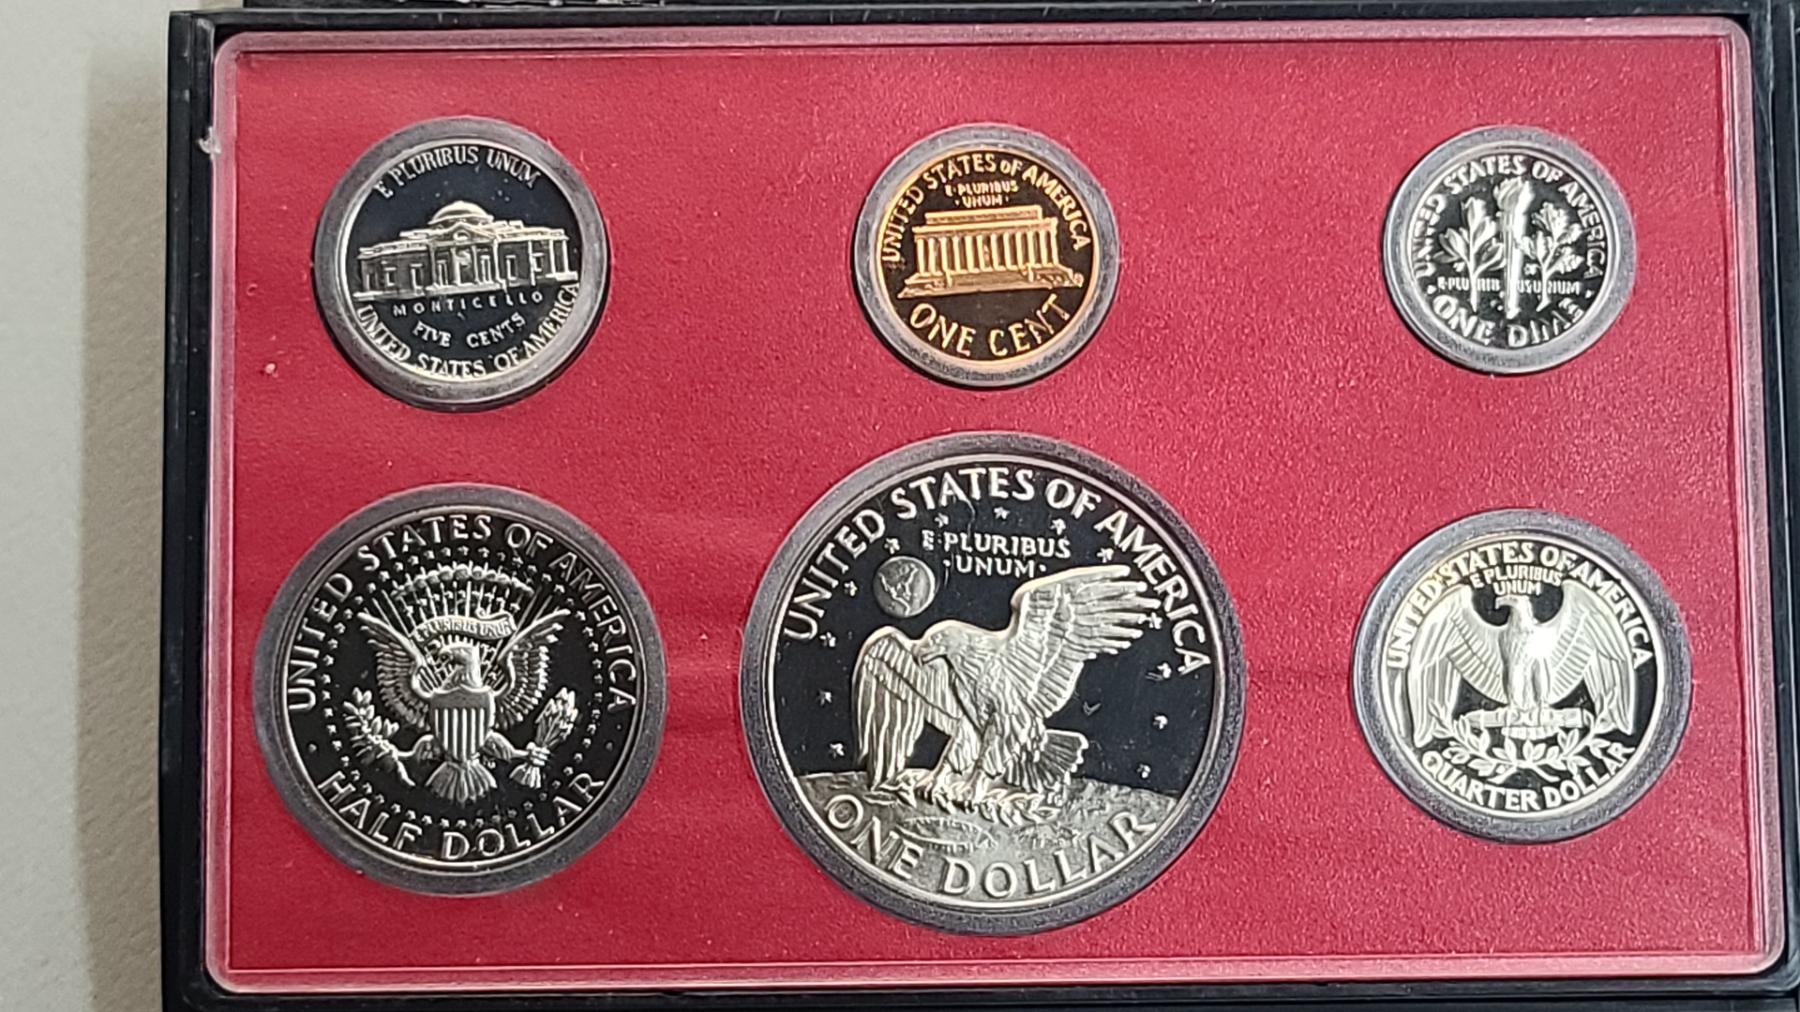 E PLURIBUS UNUM
MONTICELLO
FIVE CENTS
UNITED STATES OF AMERICA
UNITED STATES OF AMERICA
E·PLURIBUS
·UNUM·
ONE CENT
UNITED STATES OF AMERICA
E·PLURIBUS UNUM·
·ONE DIME·
UNITED STATES OF AMERICA
E PLURIBUS UNUM
HALF DOLLAR
UNITED STATES OF AMERICA
E PLURIBUS
·UNUM·
ONE DOLLAR
UNITED·STATES OF·AMERICA
E PLURIBUS
UNUM
QUARTER DOLLAR